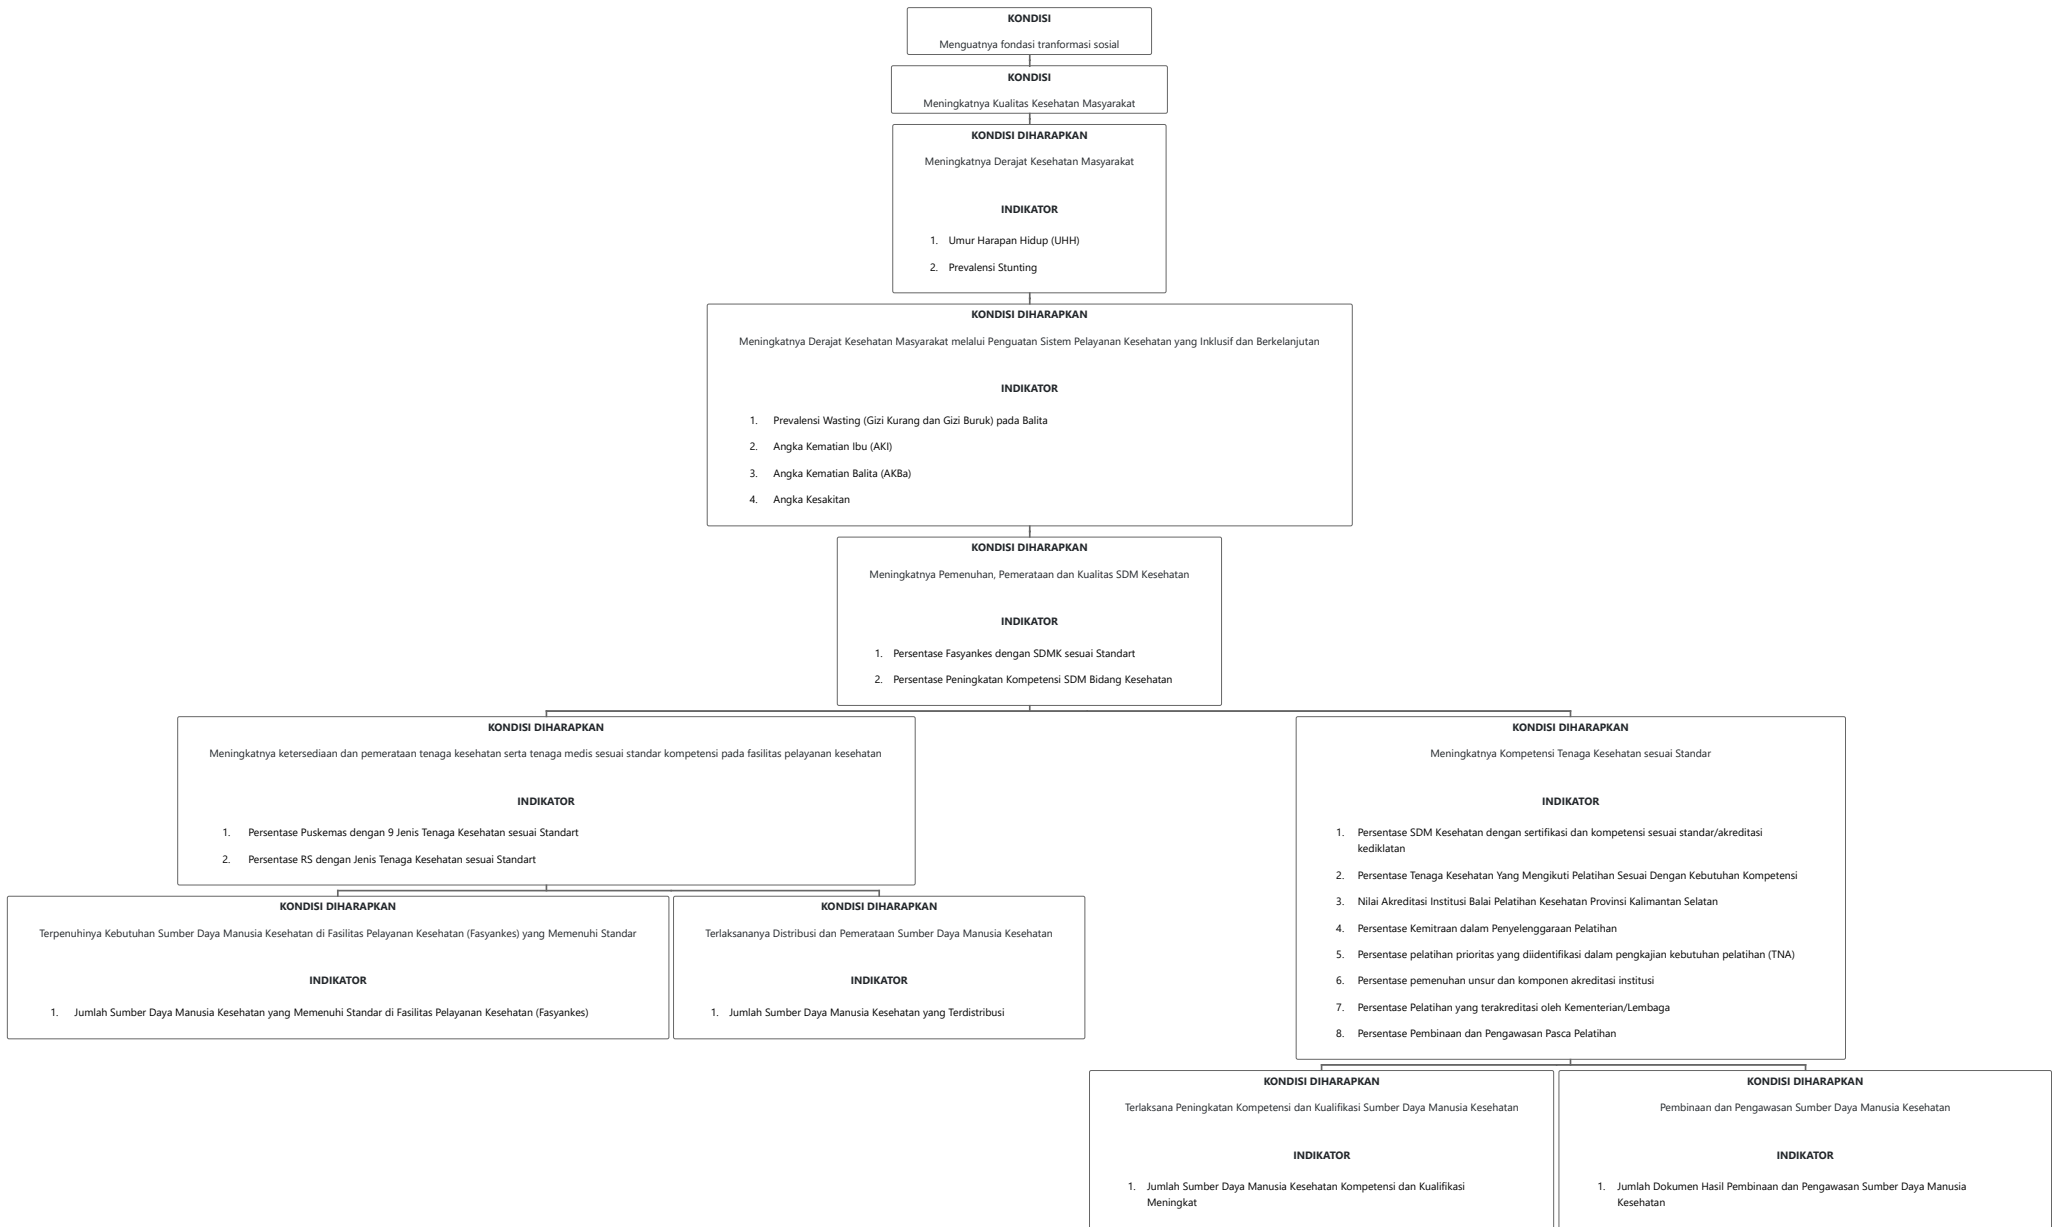 KONDISI
Menguatnya fondasi tranformasi sosial
KONDISI
Meningkatnya Kualitas Kesehatan Masyarakat
KONDISI DIHARAPKAN
Meningkatnya Derajat Kesehatan Masyarakat
INDIKATOR
1. Umur Harapan Hidup (UHH)
2. Prevalensi Stunting
KONDISI DIHARAPKAN
Meningkatnya Derajat Kesehatan Masyarakat melalui Penguatan Sistem Pelayanan Kesehatan yang Inklusif dan Berkelanjutan
INDIKATOR
1. Prevalensi Wasting (Gizi Kurang dan Gizi Buruk) pada Balita
2. Angka Kematian Ibu (AKI)
3. Angka Kematian Balita (AKBa)
4. Angka Kesakitan
KONDISI DIHARAPKAN
Meningkatnya Pemenuhan, Pemerataan dan Kualitas SDM Kesehatan
INDIKATOR
1. Persentase Fasyankes dengan SDMK sesuai Standart
2. Persentase Peningkatan Kompetensi SDM Bidang Kesehatan
KONDISI DIHARAPKAN
Meningkatnya ketersediaan dan pemerataan tenaga kesehatan serta tenaga medis sesuai standar kompetensi pada fasilitas pelayanan kesehatan
INDIKATOR
1. Persentase Puskemas dengan 9 Jenis Tenaga Kesehatan sesuai Standart
2. Persentase RS dengan Jenis Tenaga Kesehatan sesuai Standart
KONDISI DIHARAPKAN
Terpenuhinya Kebutuhan Sumber Daya Manusia Kesehatan di Fasilitas Pelayanan Kesehatan (Fasyankes) yang Memenuhi Standar
INDIKATOR
1. Jumlah Sumber Daya Manusia Kesehatan yang Memenuhi Standar di Fasilitas Pelayanan Kesehatan (Fasyankes)
KONDISI DIHARAPKAN
Terlaksananya Distribusi dan Pemerataan Sumber Daya Manusia Kesehatan
INDIKATOR
1. Jumlah Sumber Daya Manusia Kesehatan yang Terdistribusi
KONDISI DIHARAPKAN
Meningkatnya Kompetensi Tenaga Kesehatan sesuai Standar
INDIKATOR
1. Persentase SDM Kesehatan dengan sertifikasi dan kompetensi sesuai standar/akreditasi
kediklatan
2. Persentase Tenaga Kesehatan Yang Mengikuti Pelatihan Sesuai Dengan Kebutuhan Kompetensi
3. Nilai Akreditasi Institusi Balai Pelatihan Kesehatan Provinsi Kalimantan Selatan
4. Persentase Kemitraan dalam Penyelenggaraan Pelatihan
5. Persentase pelatihan prioritas yang diidentifikasi dalam pengkajian kebutuhan pelatihan (TNA)
6. Persentase pemenuhan unsur dan komponen akreditasi institusi
7. Persentase Pelatihan yang terakreditasi oleh Kementerian/Lembaga
8. Persentase Pembinaan dan Pengawasan Pasca Pelatihan
KONDISI DIHARAPKAN
Terlaksana Peningkatan Kompetensi dan Kualifikasi Sumber Daya Manusia Kesehatan
INDIKATOR
1. Jumlah Sumber Daya Manusia Kesehatan Kompetensi dan Kualifikasi
Meningkat
KONDISI DIHARAPKAN
Pembinaan dan Pengawasan Sumber Daya Manusia Kesehatan
INDIKATOR
1. Jumlah Dokumen Hasil Pembinaan dan Pengawasan Sumber Daya Manusia
Kesehatan